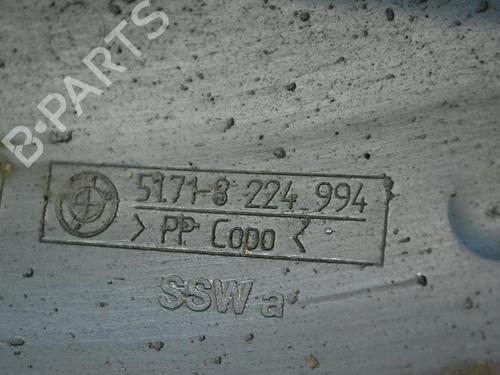 B-PARTS
5171-8 224 994
> PP Copo <
SSW a